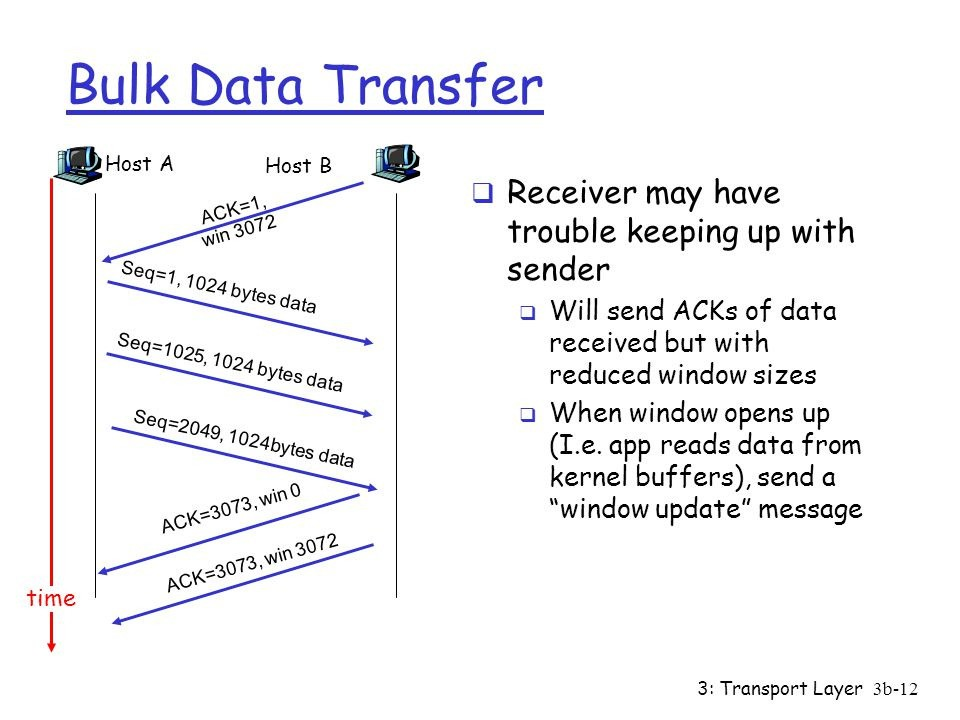 Bulk Data Transfer
Host A
Host B
ACK=1,
win 3072
Seq=1, 1024 bytes data
Seq=1025, 1024 bytes data
Seq=2049, 1024bytes data
ACK=3073, win 0
ACK=3073, win 3072
time
Receiver may have
trouble keeping up with
sender
Will send ACKs of data
received but with
reduced window sizes
When window opens up
(I.e. app reads data from
kernel buffers), send a
“window update” message
3: Transport Layer 3b-12